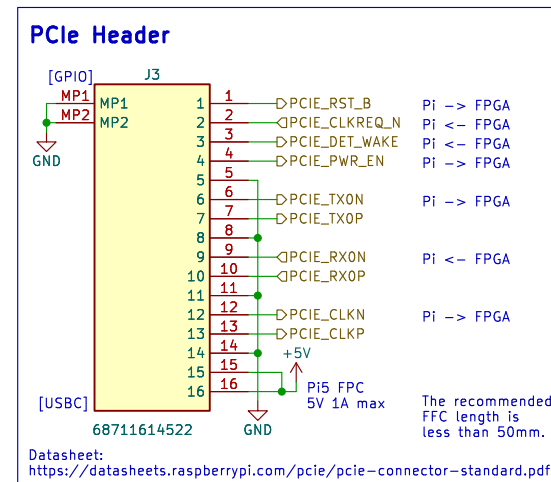 PCIe Header
[GPIO]
J3
MP1 MP1 1 1 PCIE_RST_B Pi -> FPGA
MP2 MP2 2 2 PCIE_CLKREQ_N Pi <- FPGA
3 3 PCIE_DET_WAKE Pi <- FPGA
GND 4 4 PCIE_PWR_EN Pi -> FPGA
5 5
6 6 PCIE_TX0N Pi -> FPGA
7 7 PCIE_TX0P
8 8
9 9 PCIE_RX0N Pi <- FPGA
10 10 PCIE_RX0P
11 11
12 12 PCIE_CLKN Pi -> FPGA
13 13 PCIE_CLKP
14 14 +5V
15 15
16 16 Pi5 FPC
5V 1A max
[USBC]
The recommended
FFC length is
less than 50mm.
68711614522 GND
Datasheet:
https://datasheets.raspberrypi.com/pcie/pcie-connector-standard.pdf